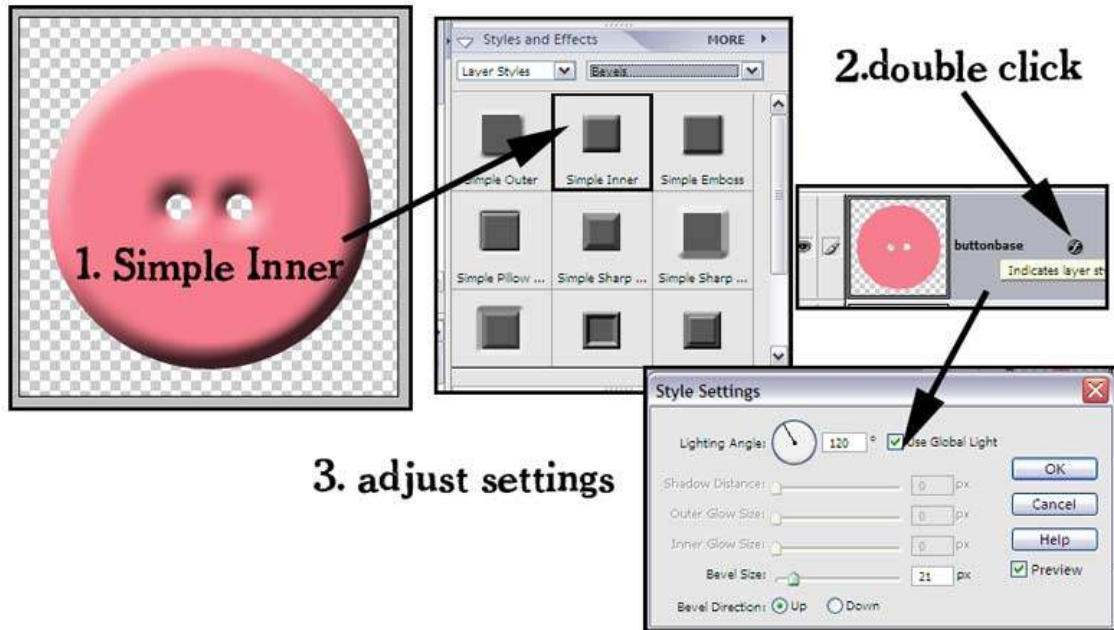 1. Simple Inner
Styles and Effects MORE
Layer Styles Bevels
Simple Outer Simple Inner Simple Emboss
Simple Pillow ... Simple Sharp ... Simple Sharp ...
2.double click
buttonbase
Indicates layer st
3. adjust settings
Style Settings
Lighting Angle: 120 ° Use Global Light
Shadow Distance: 0 px
Outer Glow Size: 0 px
Inner Glow Size: 0 px
Bevel Size: 21 px
Bevel Direction: Up Down
OK
Cancel
Help
Preview